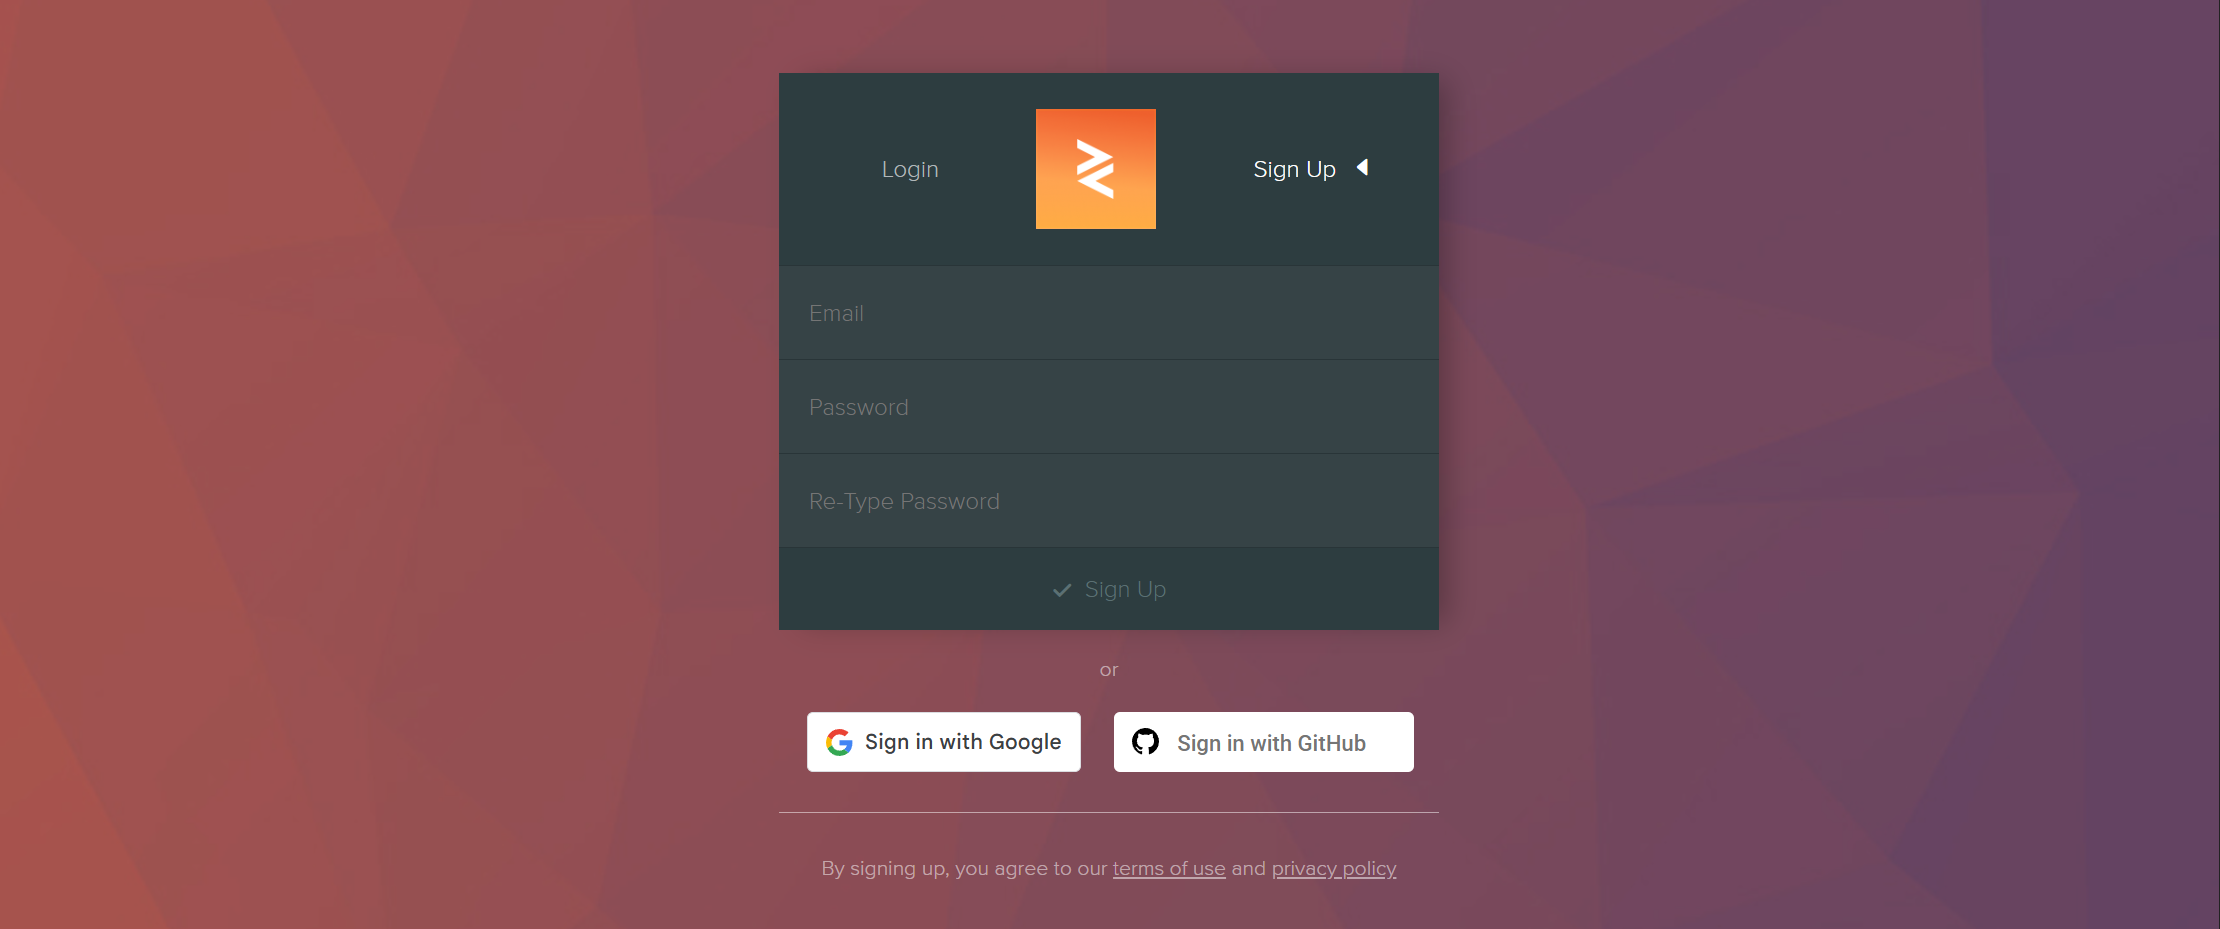 Login
Sign Up
Email
Password
Re-Type Password
Sign Up
or
Sign in with Google
Sign in with GitHub
By signing up, you agree to our terms of use and privacy policy